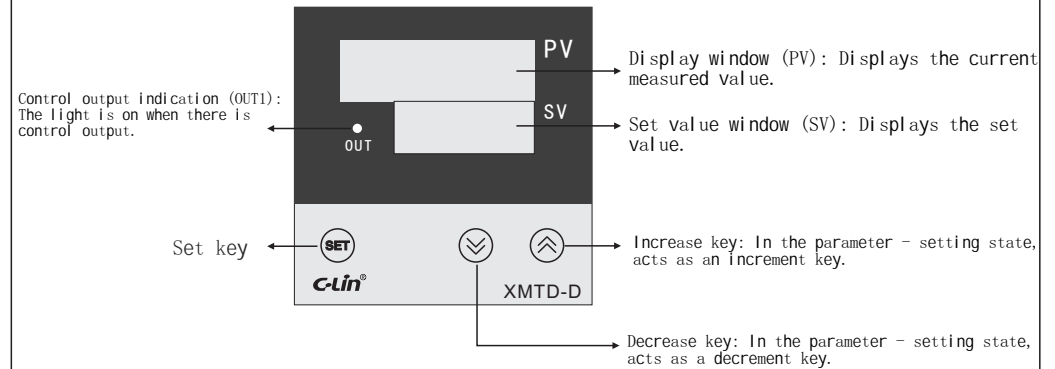 PV
Display window (PV): Displays the current
measured value.
Control output indication (OUT1):
The light is on when there is
control output.
SV
OUT
Set value window (SV): Displays the set
value.
Set key
SET
Increase key: In the parameter - setting state,
acts as an increment key.
C-Lin®
XMTD-D
Decrease key: In the parameter - setting state,
acts as a decrement key.